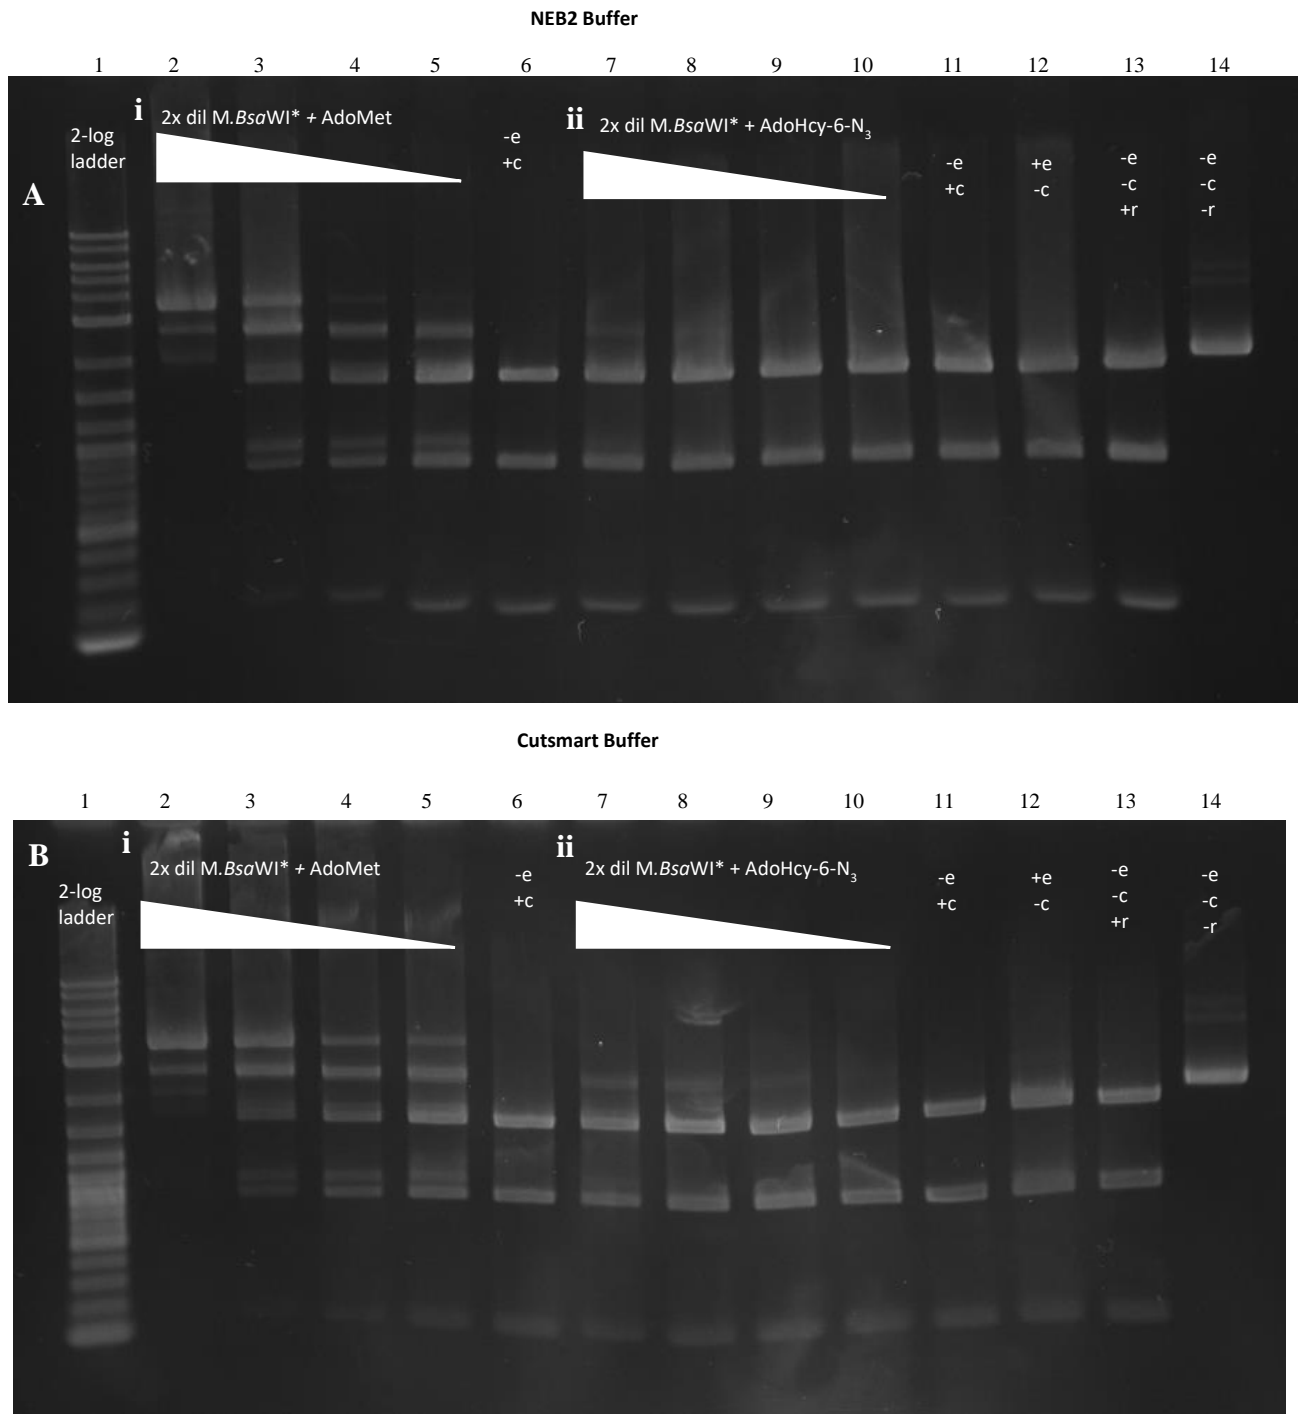 NEB2 Buffer
1 2 3 4 5 6 7 8 9 10 11 12 13 14
A
2-log
ladder
i
2x dil M.BsaWI* + AdoMet
-e
+c
ii
2x dil M.BsaWI* + AdoHcy-6-N₃
-e
+c
+e
-c
-e
-c
+r
-e
-c
-r
Cutsmart Buffer
1 2 3 4 5 6 7 8 9 10 11 12 13 14
B
2-log
ladder
i
2x dil M.BsaWI* + AdoMet
-e
+c
ii
2x dil M.BsaWI* + AdoHcy-6-N₃
-e
+c
+e
-c
-e
-c
+r
-e
-c
-r